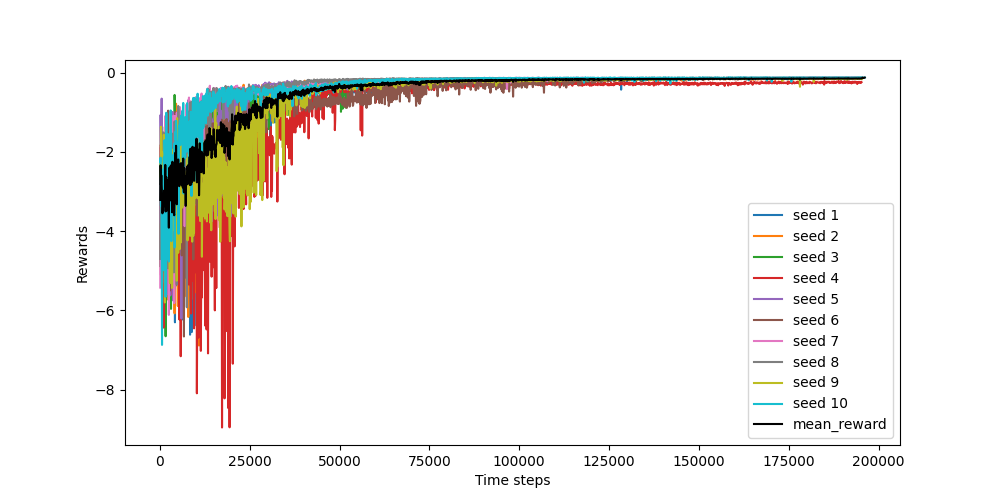 0
−2
−4
−6
−8
Rewards
0
25000
50000
75000
100000
125000
150000
175000
200000
Time steps
seed 1
seed 2
seed 3
seed 4
seed 5
seed 6
seed 7
seed 8
seed 9
seed 10
mean_reward